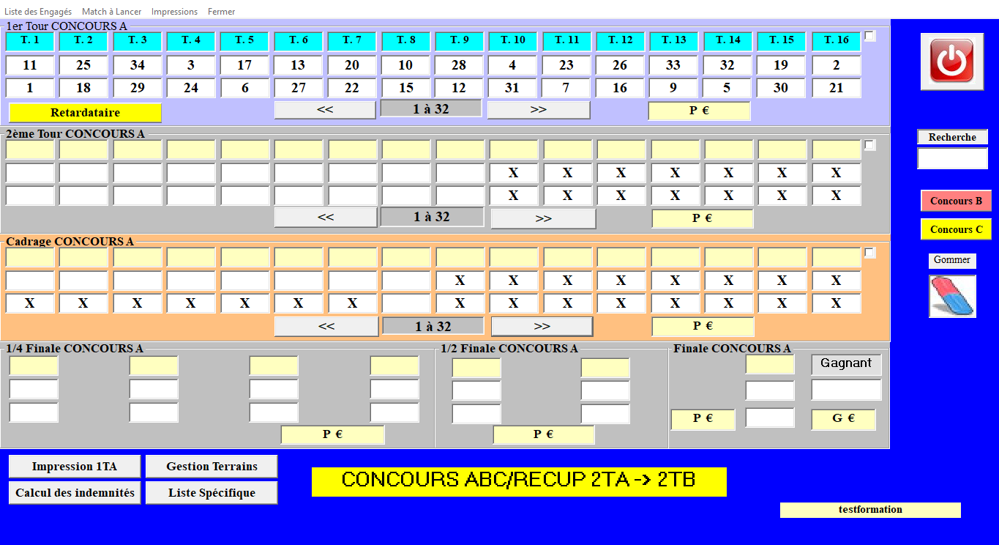 Liste des Engagés Match à Lancer Impressions Fermer
1er Tour CONCOURS A
T. 1 T. 2 T. 3 T. 4 T. 5 T. 6 T. 7 T. 8 T. 9 T. 10 T. 11 T. 12 T. 13 T. 14 T. 15 T. 16
11 25 34 3 17 13 20 10 28 4 23 26 33 32 19 2
1 18 29 24 6 27 22 15 12 31 7 16 9 5 30 21
Retardataire << 1 à 32 >> P €
Recherche
2ème Tour CONCOURS A
X X X X X X X
X X X X X X X
<< 1 à 32 >> P €
Concours B
Concours C
Cadrage CONCOURS A
Gommer
X X X X X X X X
X X X X X X X X X X X X X X X
<< 1 à 32 >> P €
1/4 Finale CONCOURS A 1/2 Finale CONCOURS A Finale CONCOURS A
Gagnant
P € G €
P € P €
Impression 1TA Gestion Terrains
Calcul des indemnités Liste Spécifique
CONCOURS ABC/RECUP 2TA -> 2TB
testformation